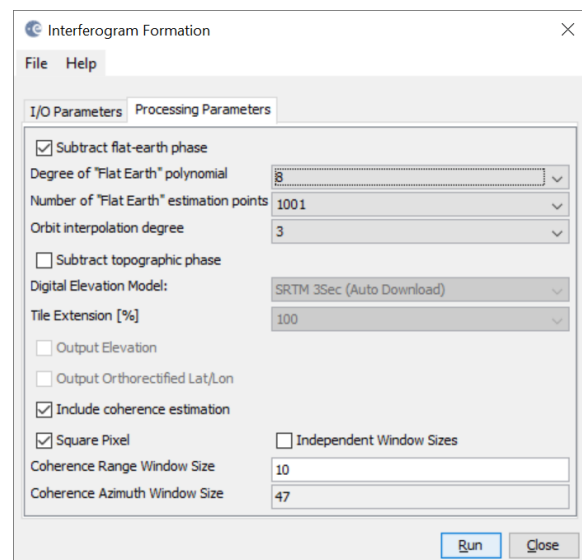 Interferogram Formation
File Help
I/O Parameters Processing Parameters
Subtract flat-earth phase
Degree of "Flat Earth" polynomial 8
Number of "Flat Earth" estimation points 1001
Orbit interpolation degree 3
Subtract topographic phase
Digital Elevation Model: SRTM 3Sec (Auto Download)
Tile Extension [%] 100
Output Elevation
Output Orthorectified Lat/Lon
Include coherence estimation
Square Pixel Independent Window Sizes
Coherence Range Window Size 10
Coherence Azimuth Window Size 47
Run Close